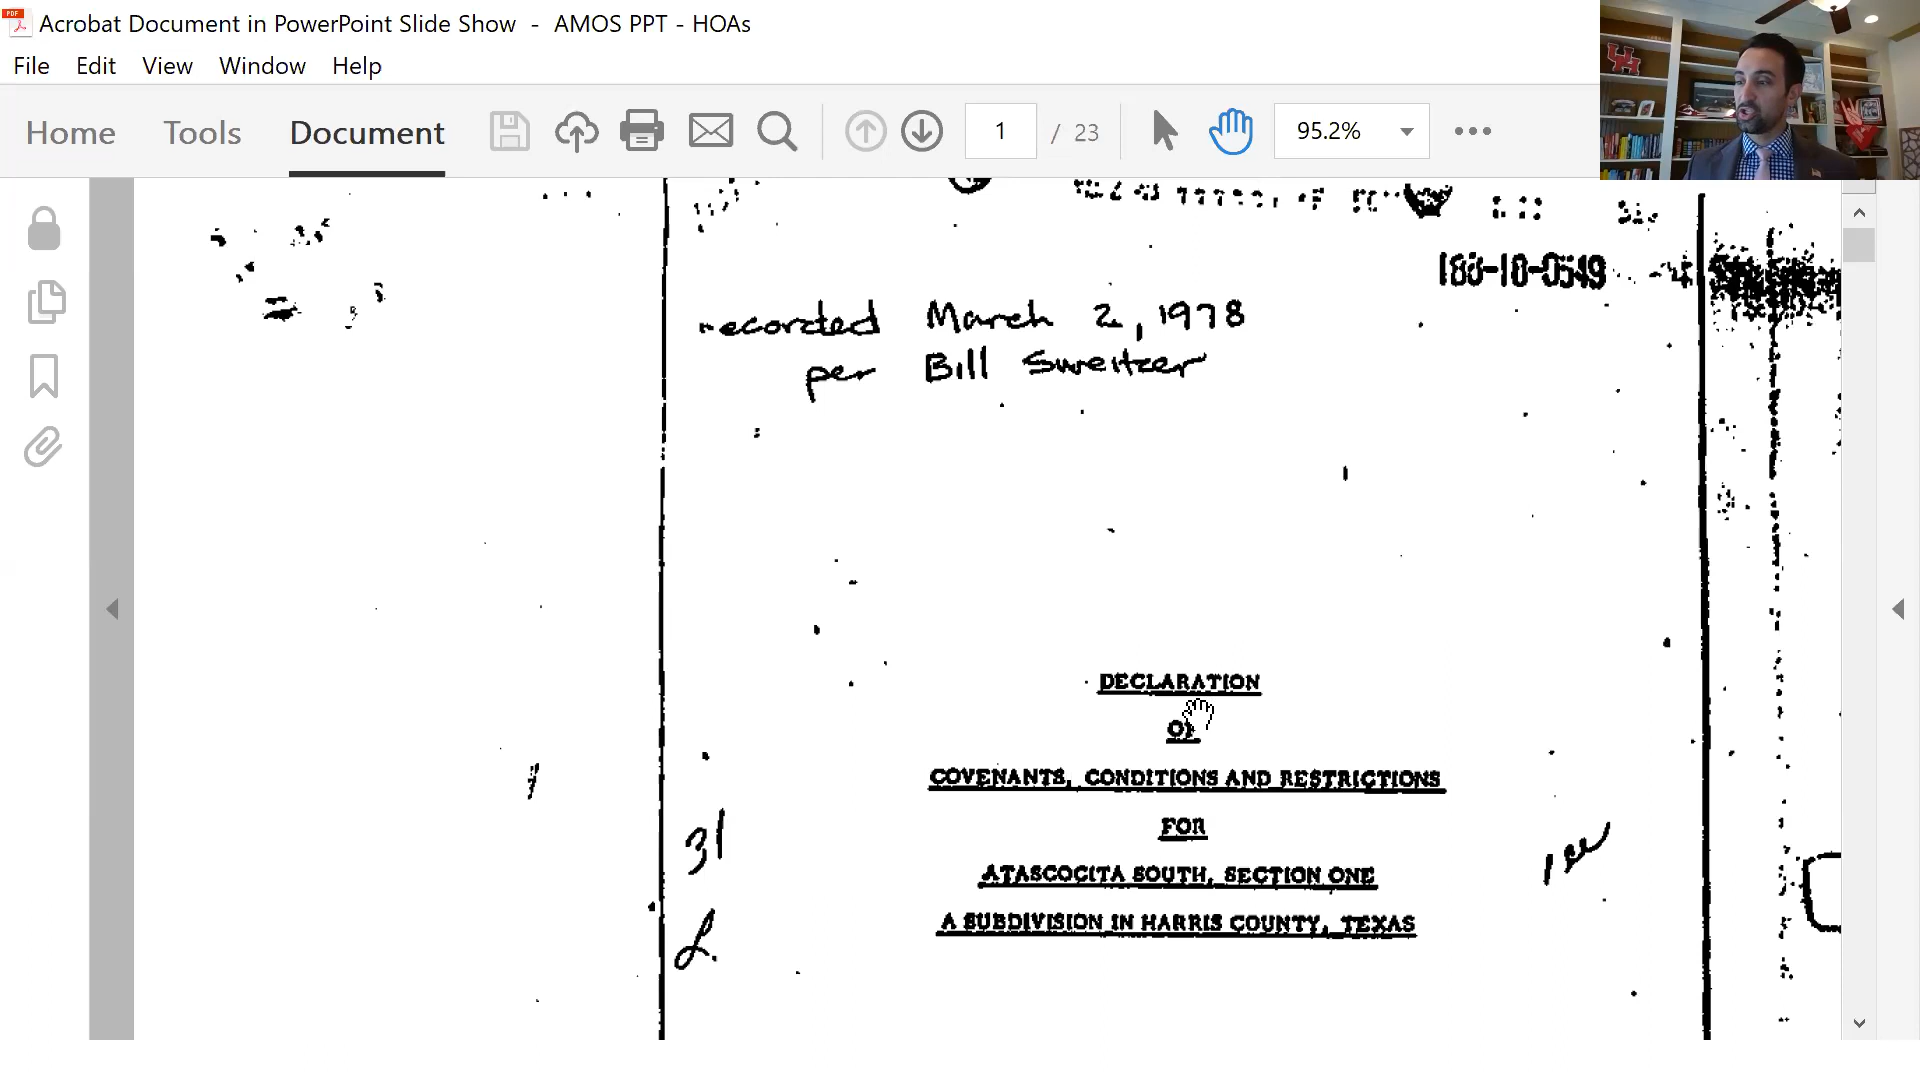 Acrobat Document in PowerPoint Slide Show - AMOS PPT - HOAs
File Edit View Window Help
Home Tools Document 1 / 23 95.2%
recorded March 2, 1978
per Bill Sweitzer
DECLARATION
OF
COVENANTS, CONDITIONS AND RESTRICTIONS
FOR
31
ATASCOCITA SOUTH, SECTION ONE
A SUBDIVISION IN HARRIS COUNTY, TEXAS